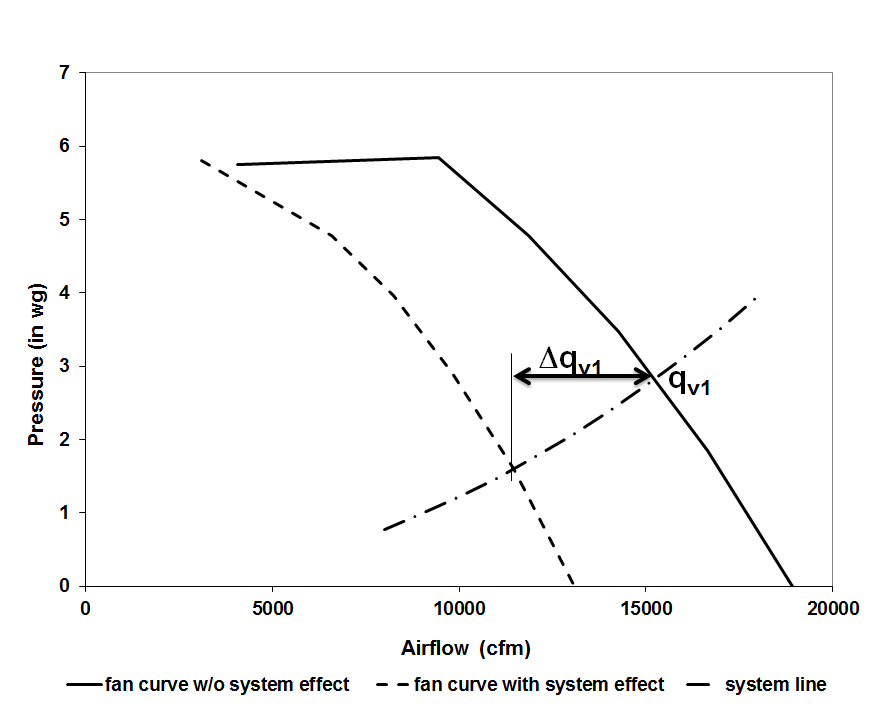 7
6
5
4
3
2
1
0
Pressure (in wg)
Δqv1
qv1
0 5000 10000 15000 20000
Airflow (cfm)
fan curve w/o system effect fan curve with system effect system line